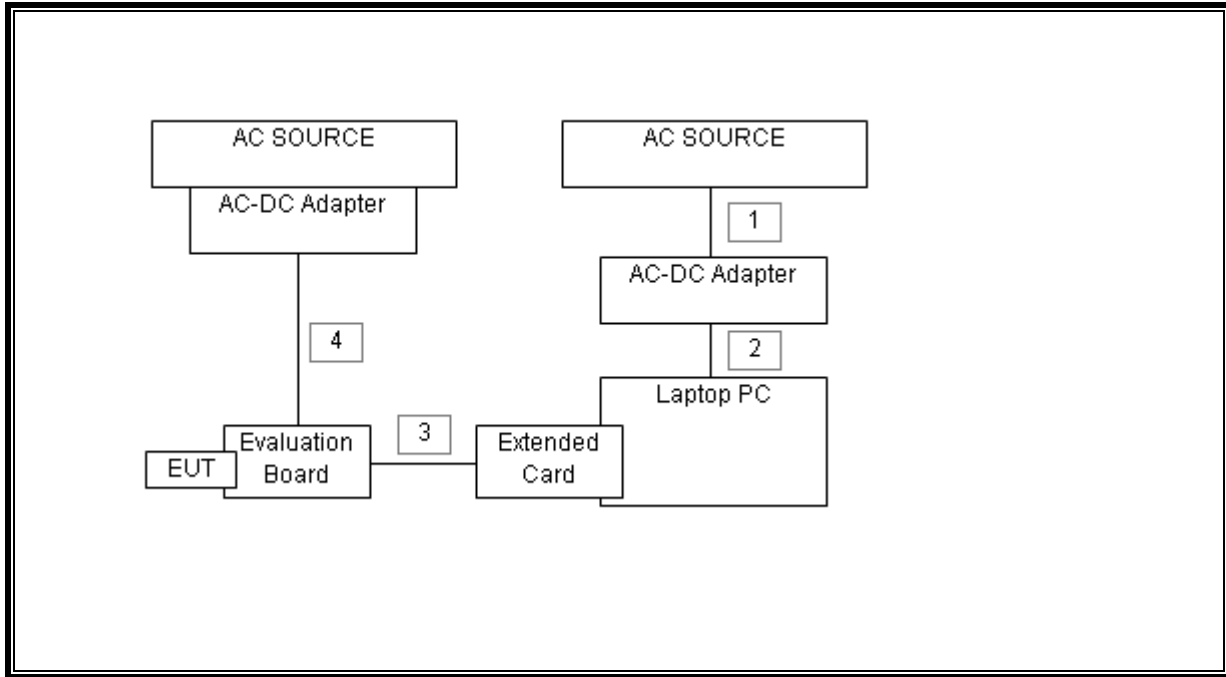 AC SOURCE
AC SOURCE
AC-DC Adapter
1
AC-DC Adapter
4
2
Laptop PC
3
Evaluation
Board
Extended
Card
EUT